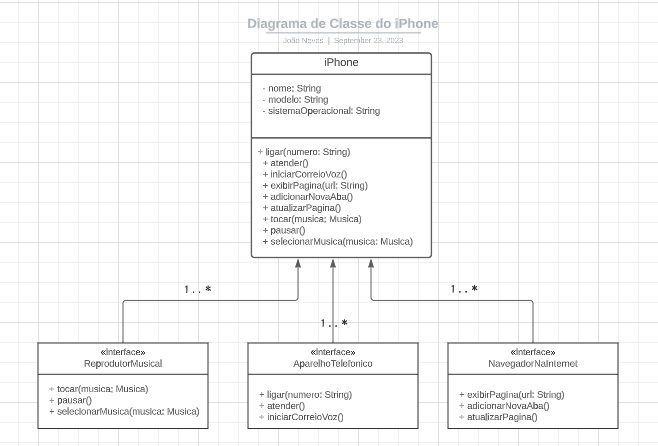 Diagrama de Classe do iPhone
João Neves | September 23, 2023
iPhone
- nome: String
- modelo: String
- sistemaOperacional: String
+ ligar(numero: String)
+ atender()
+ iniciarCorreioVoz()
+ exibirPagina(url: String)
+ adicionarNovaAba()
+ atualizarPagina()
+ tocar(musica; Musica)
+ pausar()
+ selecionarMusica(musica: Musica)
1..*
1..*
1..*
«interface»
ReprodutorMusical
+ tocar(musica; Musica)
+ pausar()
+ selecionarMusica(musica: Musica)
«interface»
AparelhoTelefonico
+ ligar(numero: String)
+ atender()
+ iniciarCorreioVoz()
«interface»
NavegadorNaInternet
+ exibirPagina(url: String)
+ adicionarNovaAba()
+ atualizarPagina()